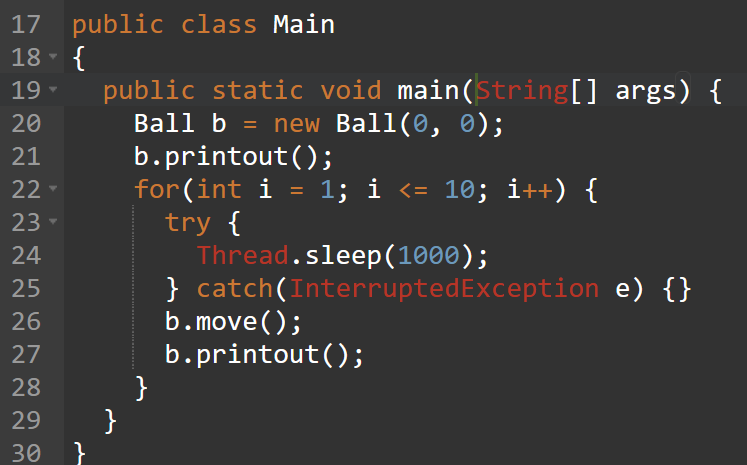 17 public class Main
18 {
19 public static void main(String[] args) {
20 Ball b = new Ball(0, 0);
21 b.printout();
22 for(int i = 1; i <= 10; i++) {
23 try {
24 Thread.sleep(1000);
25 } catch(InterruptedException e) {}
26 b.move();
27 b.printout();
28 }
29 }
30 }